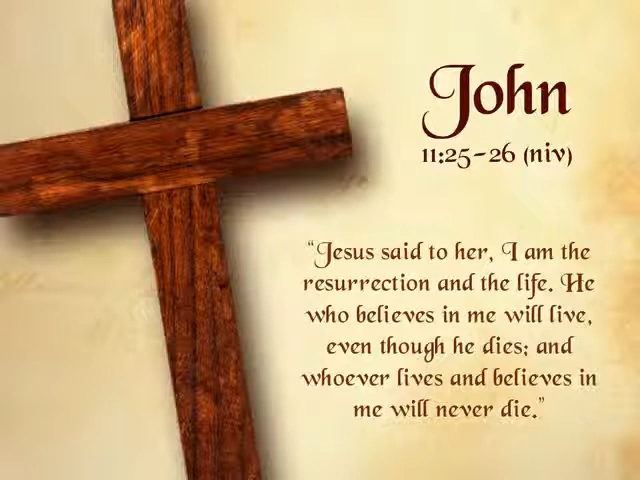 John
11:25-26 (niv)
“Jesus said to her, I am the
resurrection and the life. He
who believes in me will live,
even though he dies; and
whoever lives and believes in
me will never die.”